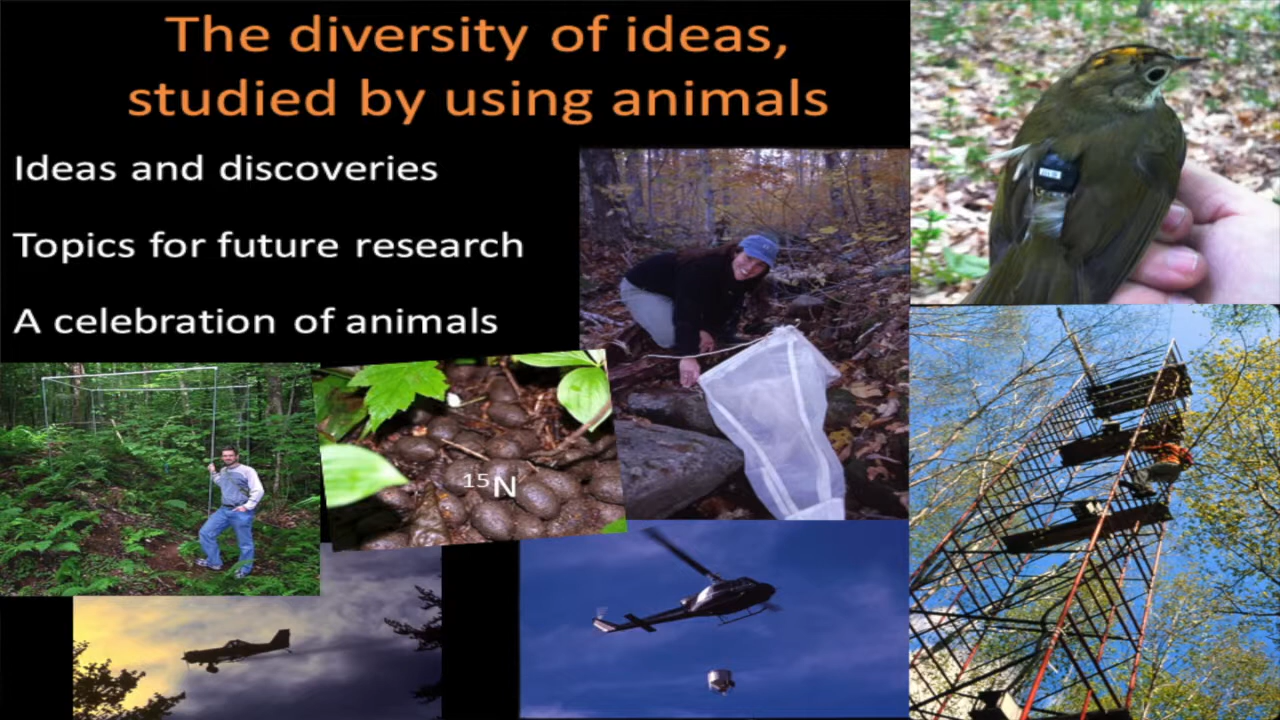 The diversity of ideas,
studied by using animals
Ideas and discoveries
Topics for future research
A celebration of animals
¹⁵N